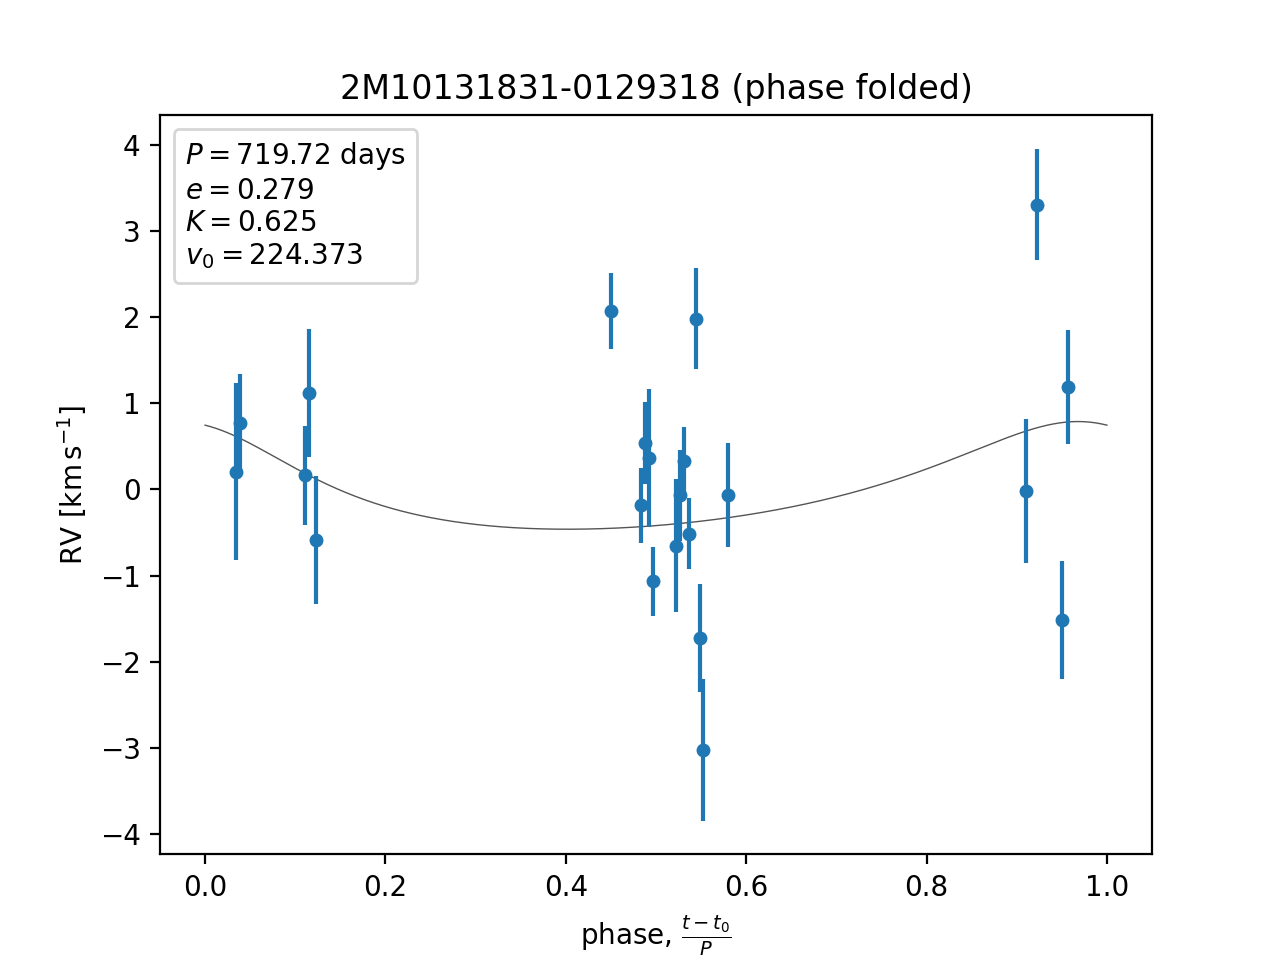 2M10131831-0129318 (phase folded)
P = 719.72 days
e = 0.279
K = 0.625
v₀ = 224.373
4
3
2
1
0
−1
−2
−3
−4
RV [km s⁻¹]
0.0 0.2 0.4 0.6 0.8 1.0
phase, (t − t₀)/P